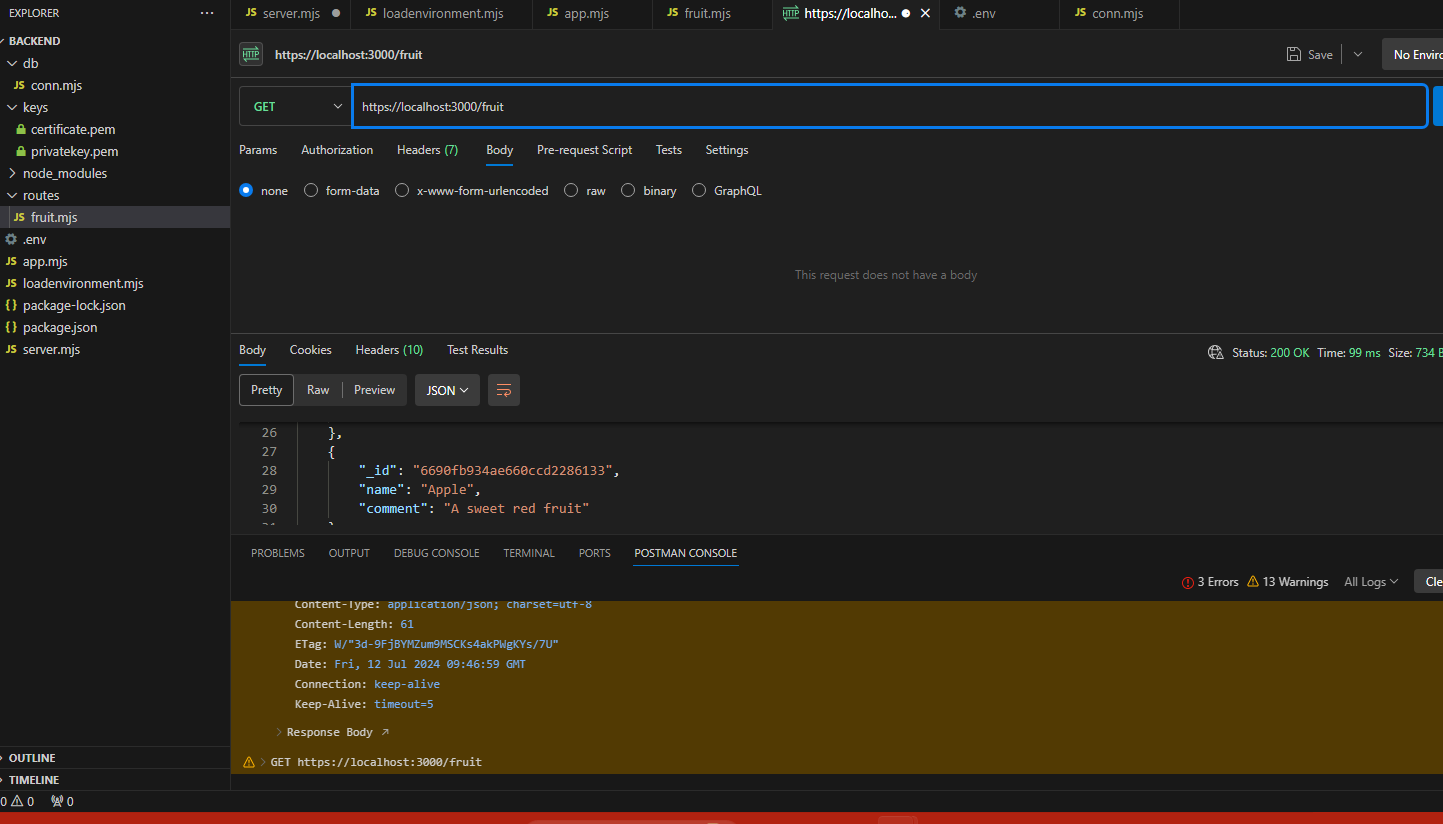 EXPLORER
BACKEND
db
JS conn.mjs
keys
certificate.pem
privatekey.pem
node_modules
routes
JS fruit.mjs
.env
JS app.mjs
JS loadenvironment.mjs
{} package-lock.json
{} package.json
JS server.mjs
OUTLINE
TIMELINE
0 0 0
JS server.mjs JS loadenvironment.mjs JS app.mjs JS fruit.mjs HTTP https://localho... .env JS conn.mjs
HTTP https://localhost:3000/fruit Save No Enviro
GET https://localhost:3000/fruit
Params Authorization Headers (7) Body Pre-request Script Tests Settings
none form-data x-www-form-urlencoded raw binary GraphQL
This request does not have a body
Body Cookies Headers (10) Test Results Status: 200 OK Time: 99 ms Size: 734 B
Pretty Raw Preview JSON
26 },
27 {
28 "_id": "6690fb934ae660ccd2286133",
29 "name": "Apple",
30 "comment": "A sweet red fruit"
PROBLEMS OUTPUT DEBUG CONSOLE TERMINAL PORTS POSTMAN CONSOLE
3 Errors 13 Warnings All Logs Cle
Content-Type: application/json; charset=utf-8
Content-Length: 61
ETag: W/"3d-9FjBYMZum9MSCKs4akPWgKYs/7U"
Date: Fri, 12 Jul 2024 09:46:59 GMT
Connection: keep-alive
Keep-Alive: timeout=5
Response Body
GET https://localhost:3000/fruit